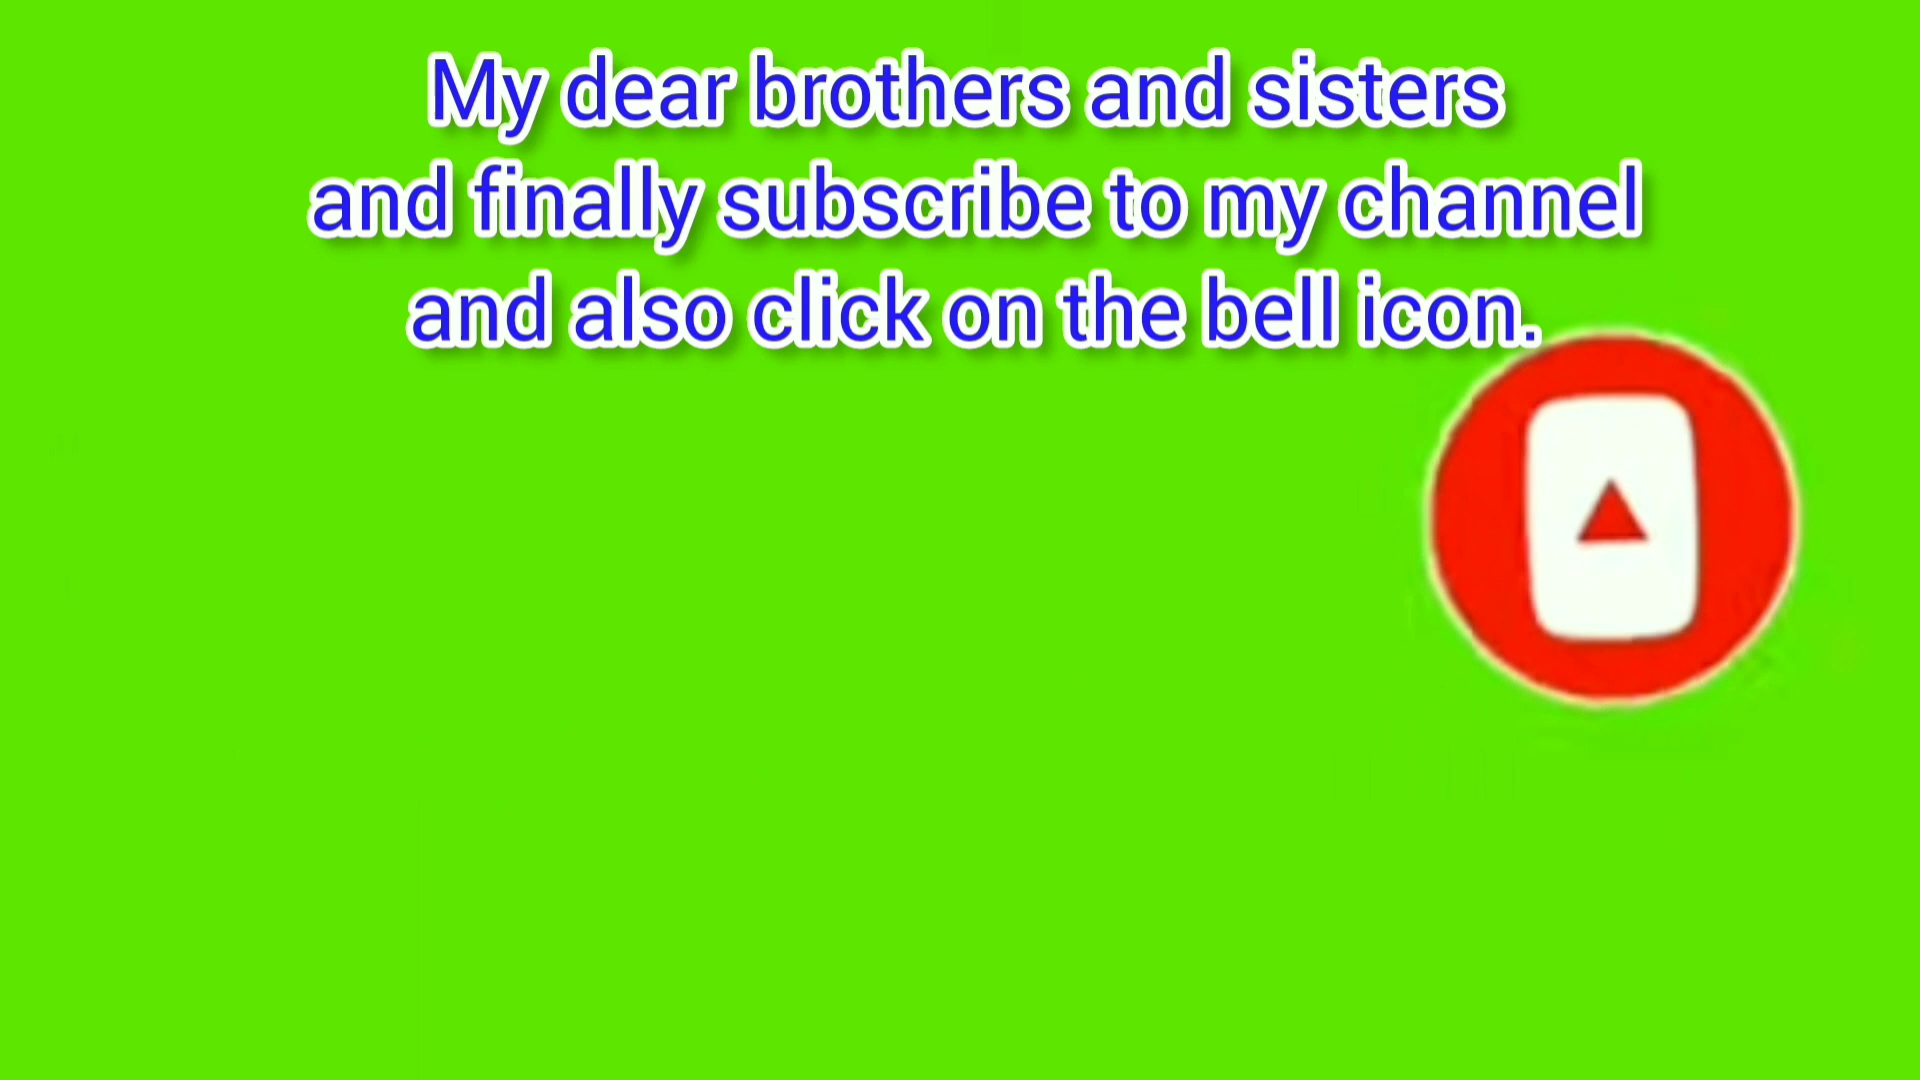 My dear brothers and sisters
and finally subscribe to my channel
and also click on the bell icon.